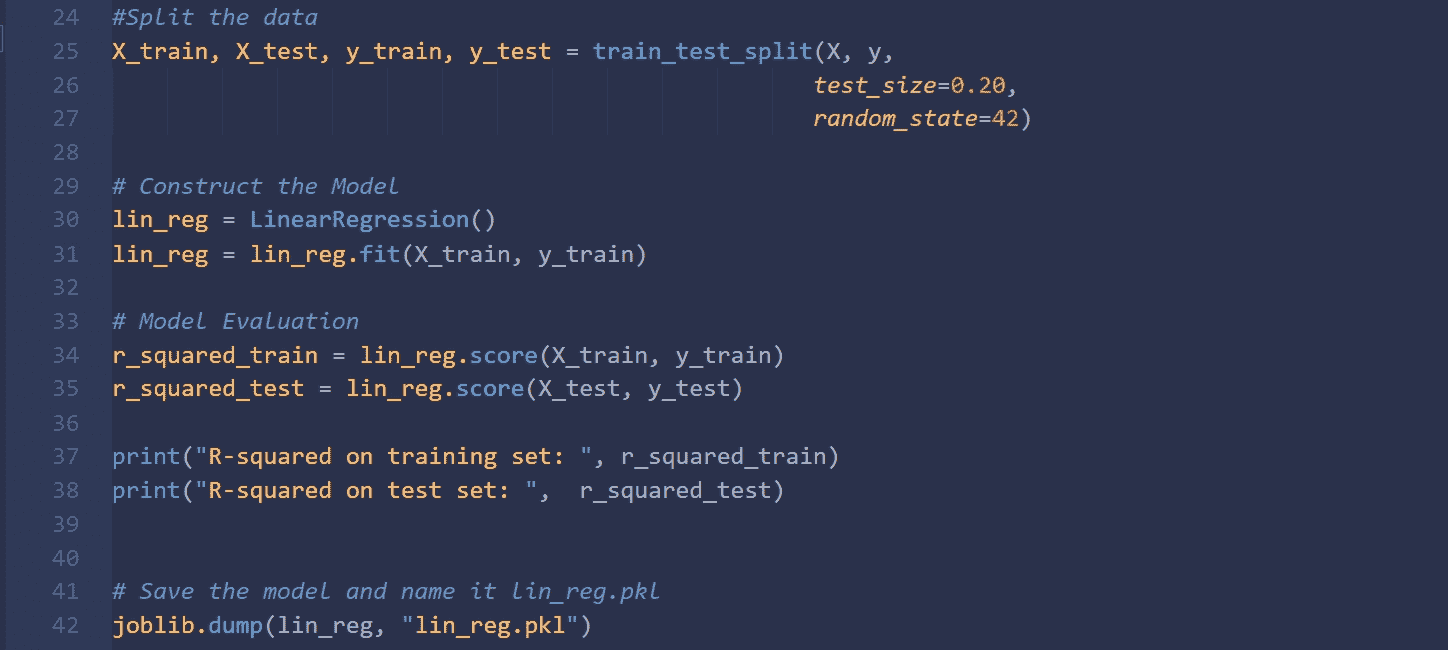 24 #Split the data
25 X_train, X_test, y_train, y_test = train_test_split(X, y,
26 test_size=0.20,
27 random_state=42)
28
29 # Construct the Model
30 lin_reg = LinearRegression()
31 lin_reg = lin_reg.fit(X_train, y_train)
32
33 # Model Evaluation
34 r_squared_train = lin_reg.score(X_train, y_train)
35 r_squared_test = lin_reg.score(X_test, y_test)
36
37 print("R-squared on training set: ", r_squared_train)
38 print("R-squared on test set: ",  r_squared_test)
39
40
41 # Save the model and name it lin_reg.pkl
42 joblib.dump(lin_reg, "lin_reg.pkl")